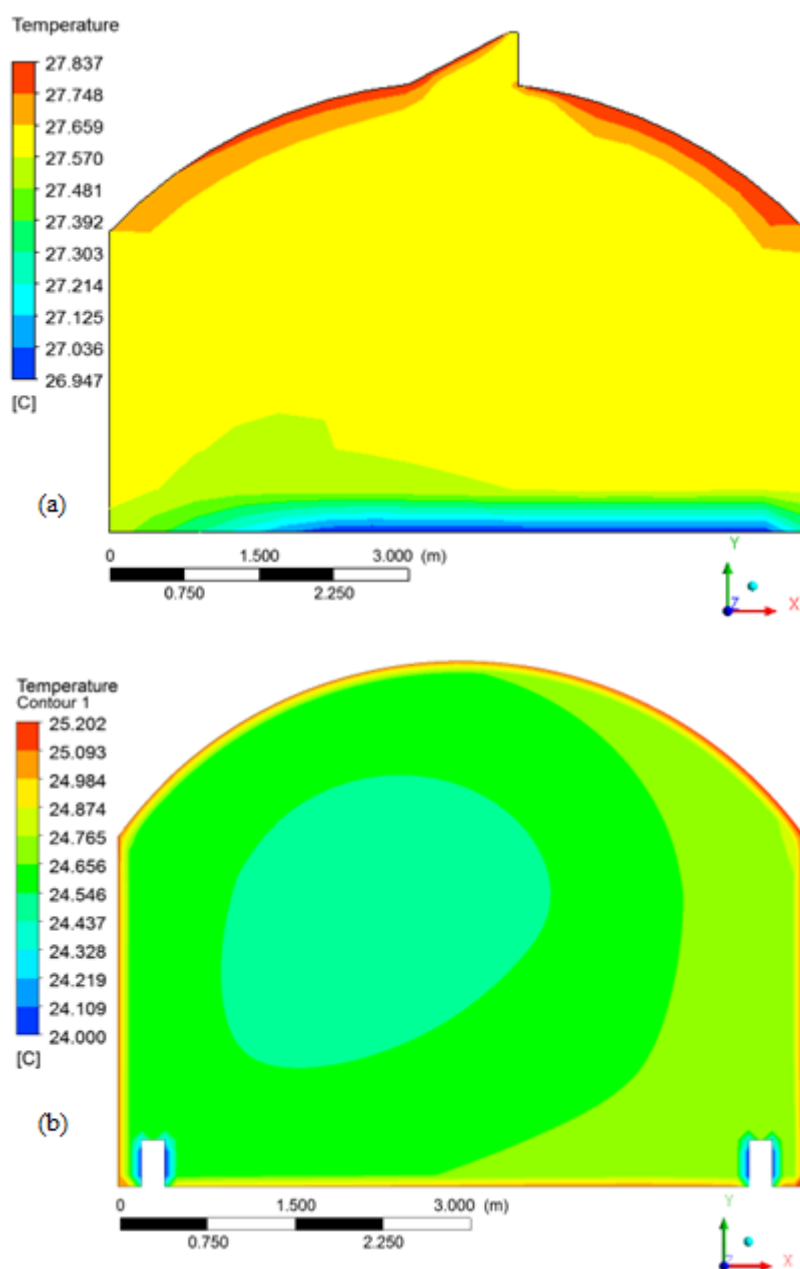 Temperature
27.837
27.748
27.659
27.570
27.481
27.392
27.303
27.214
27.125
27.036
26.947
[C]
(a)
0 1.500 3.000 (m)
0.750 2.250
Y
Z X
Temperature
Contour 1
25.202
25.093
24.984
24.874
24.765
24.656
24.546
24.437
24.328
24.219
24.109
24.000
[C]
(b)
0 1.500 3.000 (m)
0.750 2.250
Y
Z X